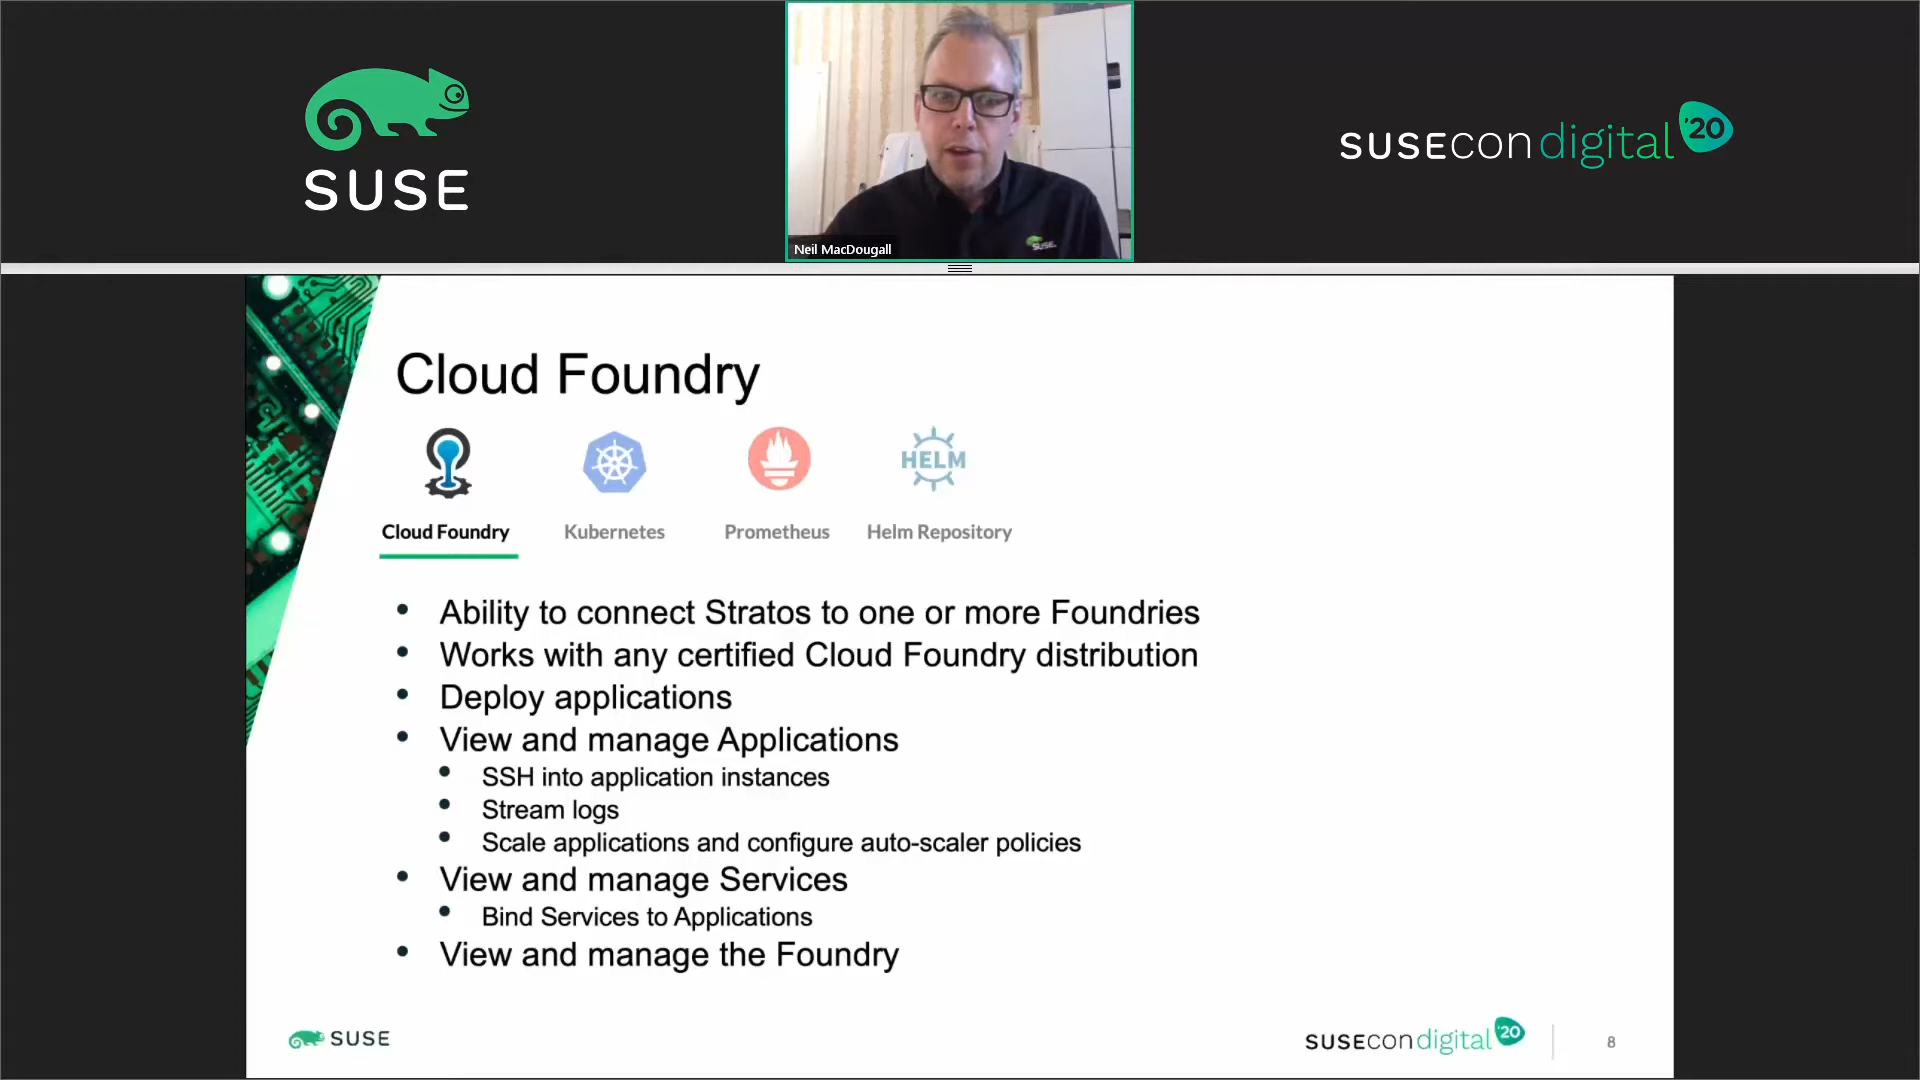 SUSE
SUSEcon digital '20
SUSE.
Neil MacDougall
Cloud Foundry
HELM
Cloud Foundry
Kubernetes
Prometheus
Helm Repository
• Ability to connect Stratos to one or more Foundries
• Works with any certified Cloud Foundry distribution
• Deploy applications
• View and manage Applications
• SSH into application instances
• Stream logs
• Scale applications and configure auto-scaler policies
• View and manage Services
• Bind Services to Applications
• View and manage the Foundry
SUSE
SUSEcon digital '20
8